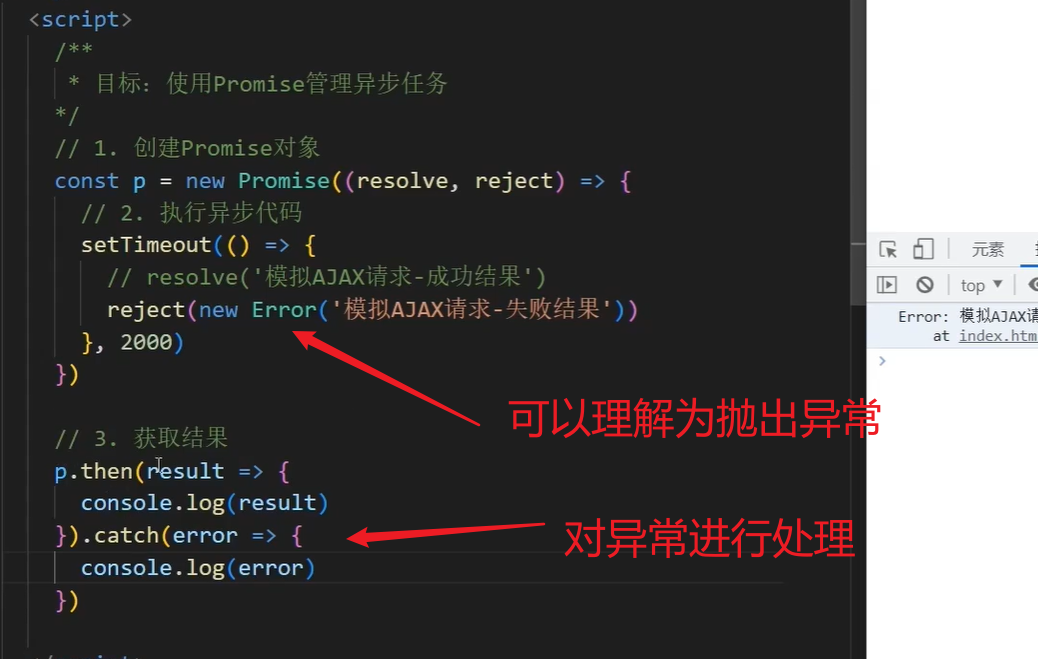 <script>
/**
* 目标：使用Promise管理异步任务
*/
// 1. 创建Promise对象
const p = new Promise((resolve, reject) => {
// 2. 执行异步代码
setTimeout(() => {
// resolve('模拟AJAX请求-成功结果')
reject(new Error('模拟AJAX请求-失败结果'))
}, 2000)
})
可以理解为抛出异常
// 3. 获取结果
p.then(result => {
console.log(result)
}).catch(error => {
对异常进行处理
console.log(error)
})
元素
top
Error: 模拟AJAX请
at index.htm